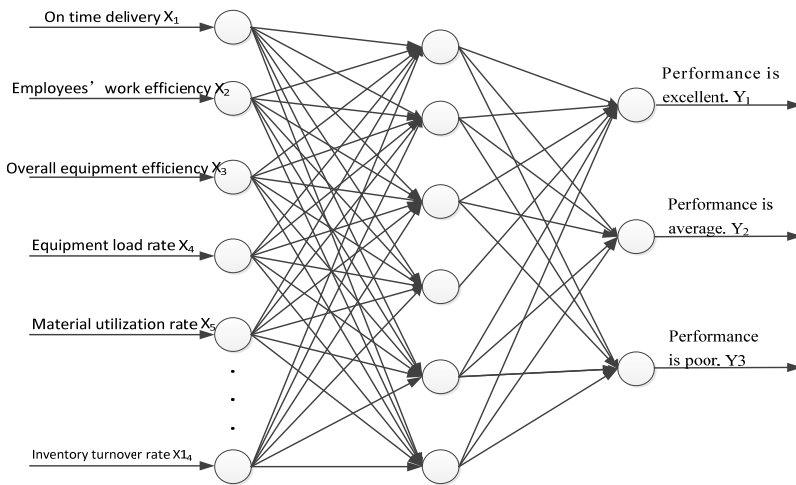 On time delivery X₁
Employees’ work efficiency X₂
Overall equipment efficiency X₃
Equipment load rate X₄
Material utilization rate X₅
Inventory turnover rate X1₄
Performance is
excellent. Y₁
Performance is
average. Y₂
Performance
is poor. Y3